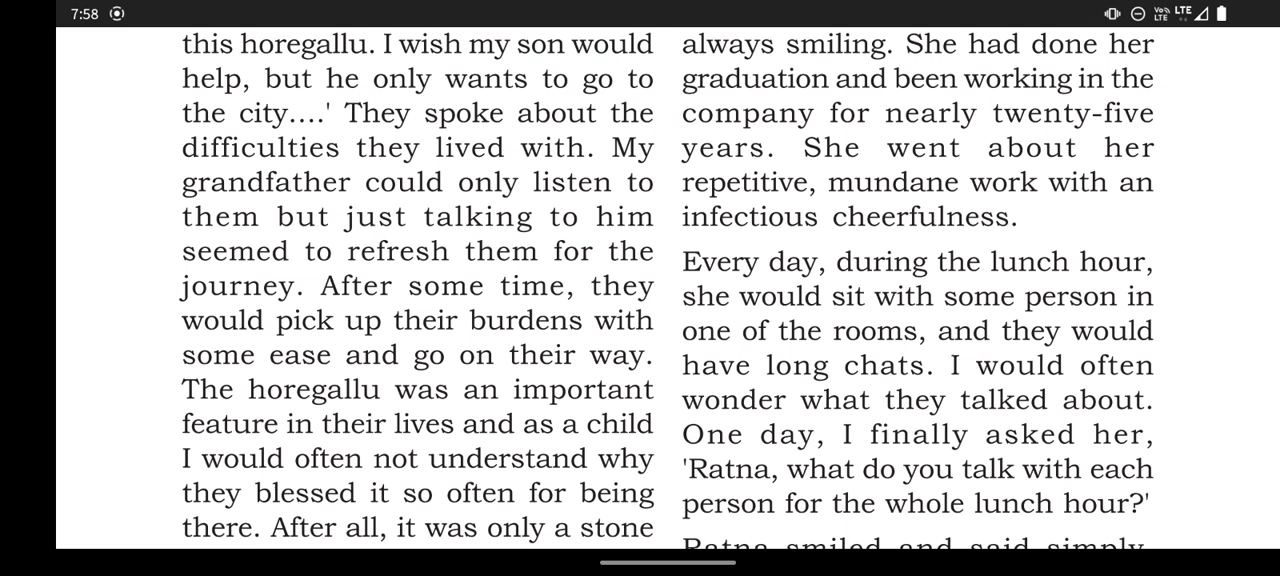 7:58
Vo LTE LTE
this horegallu. I wish my son would
help, but he only wants to go to
the city....' They spoke about the
difficulties they lived with. My
grandfather could only listen to
them but just talking to him
seemed to refresh them for the
journey. After some time, they
would pick up their burdens with
some ease and go on their way.
The horegallu was an important
feature in their lives and as a child
I would often not understand why
they blessed it so often for being
there. After all, it was only a stone
always smiling. She had done her
graduation and been working in the
company for nearly twenty-five
years. She went about her
repetitive, mundane work with an
infectious cheerfulness.
Every day, during the lunch hour,
she would sit with some person in
one of the rooms, and they would
have long chats. I would often
wonder what they talked about.
One day, I finally asked her,
'Ratna, what do you talk with each
person for the whole lunch hour?'
Ratna smiled and said simply,